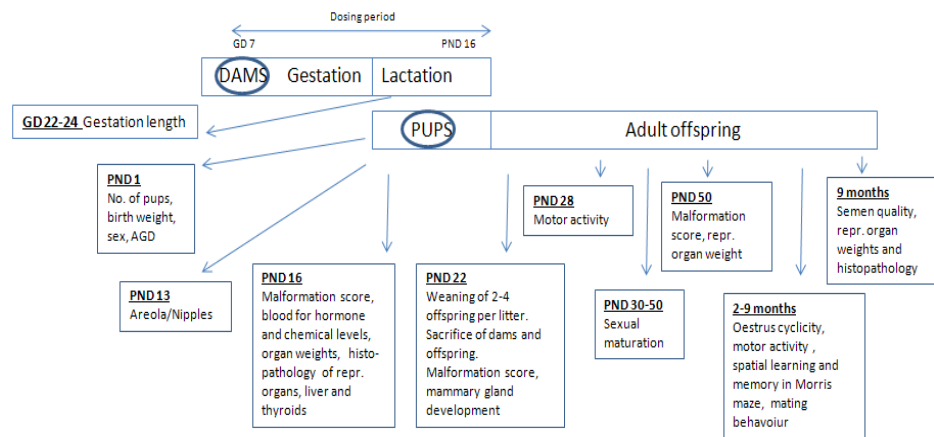 Dosing period
GD 7
PND 16
DAMS
Gestation
Lactation
GD22-24 Gestation length
PUPS
Adult offspring
PND 1
No. of pups,
birth weight,
sex, AGD
PND 13
Areola/Nipples
PND 16
Malformation score,
blood for hormone
and chemical levels,
organ weights, histo-
pathology of repr.
organs, liver and
thyroids
PND 22
Weaning of 2-4
offspring per litter.
Sacrifice of dams and
offspring.
Malformation score,
mammary gland
development
PND 28
Motor activity
PND 30-50
Sexual
maturation
PND 50
Malformation
score, repr.
organ weight
2-9 months
Oestrus cyclicity,
motor activity ,
spatial learning and
memory in Morris
maze, mating
behavoiur
9 months
Semen quality,
repr. organ
weights and
histopathology